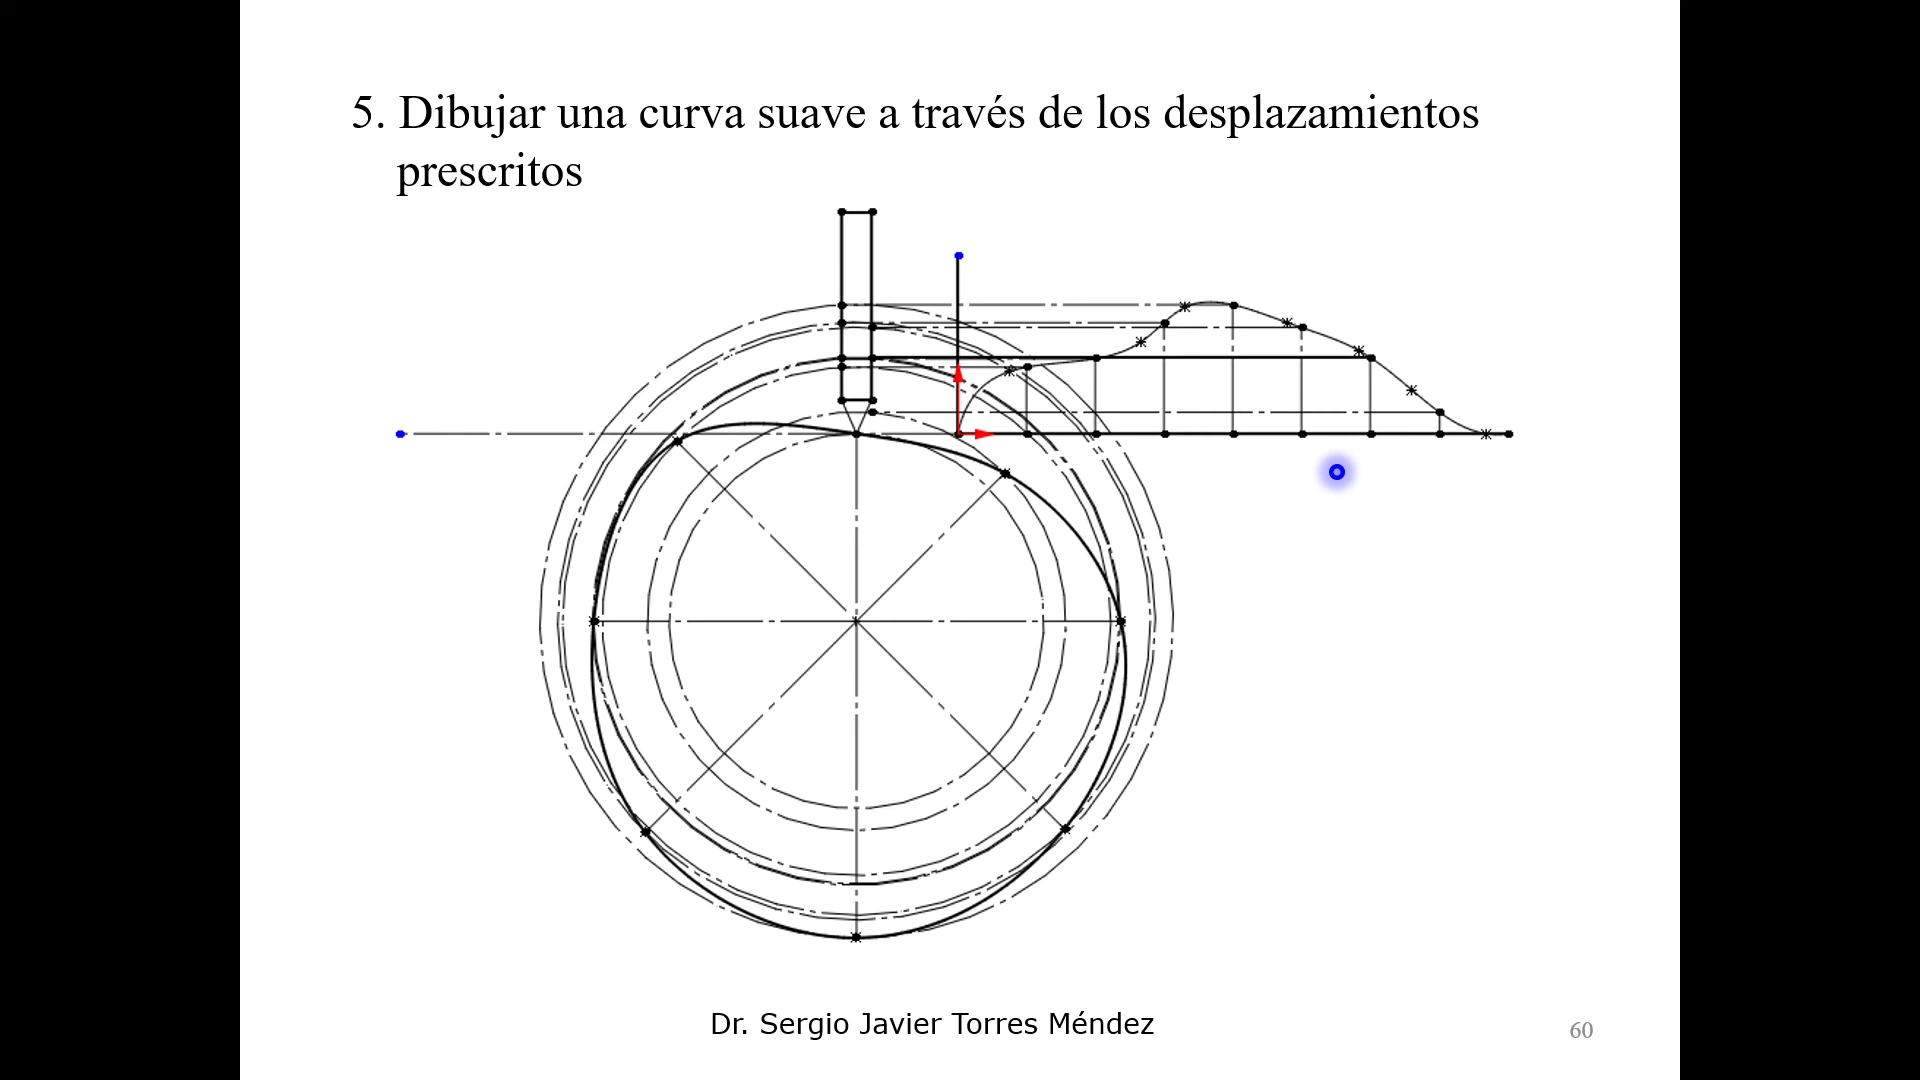 5. Dibujar una curva suave a través de los desplazamientos
prescritos
Dr. Sergio Javier Torres Méndez
60